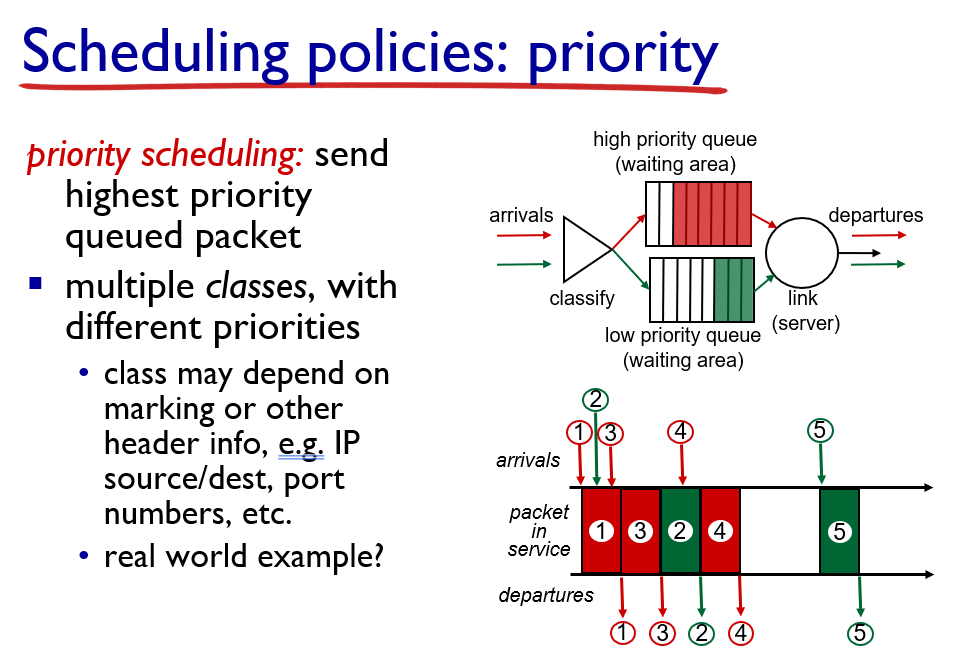 Scheduling policies: priority
priority scheduling: send
highest priority
queued packet
multiple classes, with
different priorities
• class may depend on
marking or other
header info, e.g. IP
source/dest, port
numbers, etc.
• real world example?
high priority queue
(waiting area)
arrivals
departures
classify
link
(server)
low priority queue
(waiting area)
2
1
3
4
5
arrivals
packet
in
service
1
3
2
4
5
departures
1
3
2
4
5